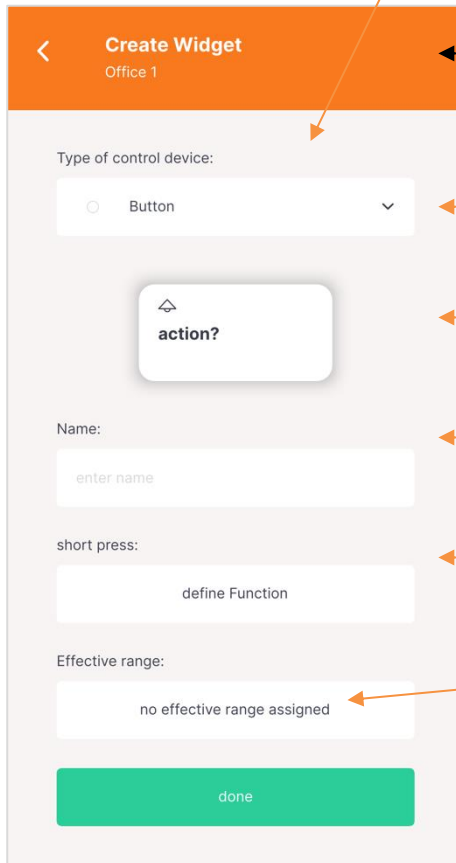 Create Widget
Office 1
Type of control device:
Button
action?
Name:
enter name
short press:
define Function
Effective range:
no effective range assigned
done